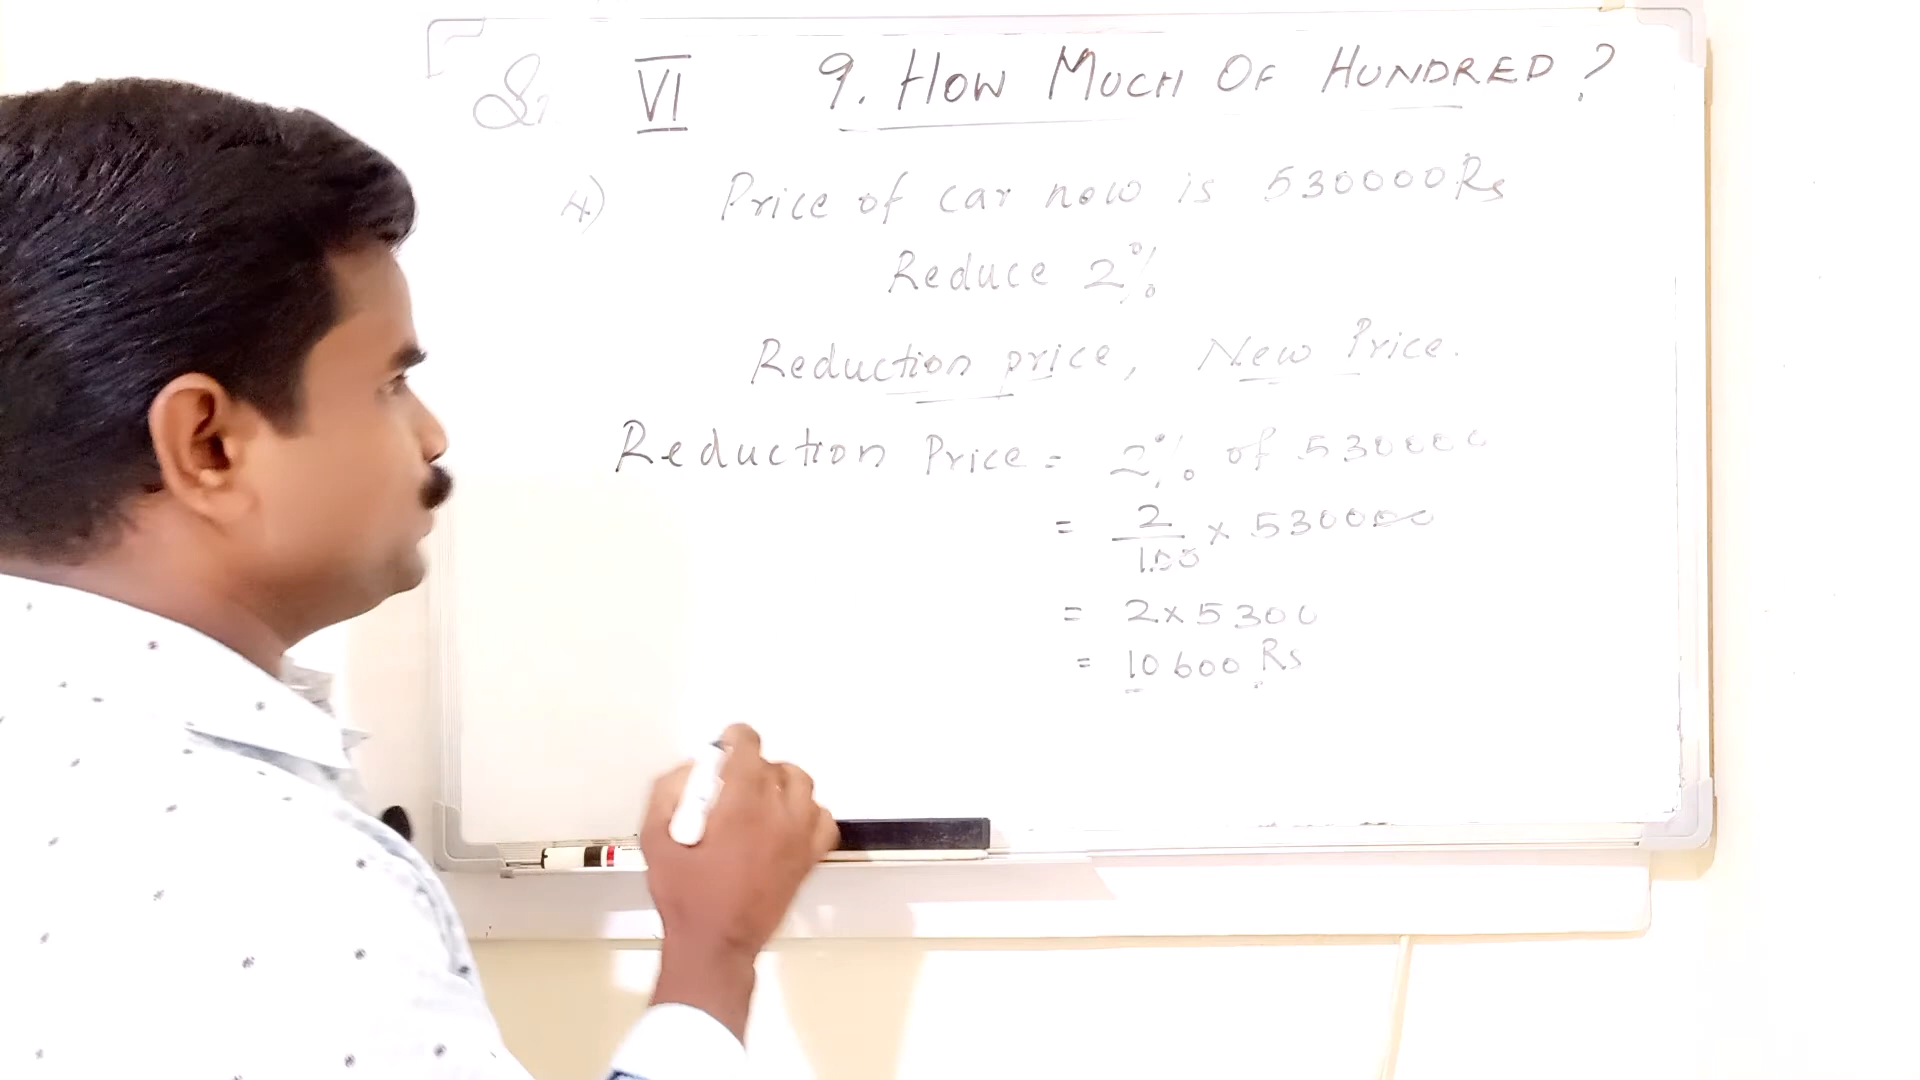 VI 9. HOW MUCH OF HUNDRED?
4) Price of car now is 530000 Rs
Reduce 2%
Reduction price, New Price.
Reduction Price = 2% of 530000
= 2/100 x 530000
= 2 x 5300
= 10600 Rs